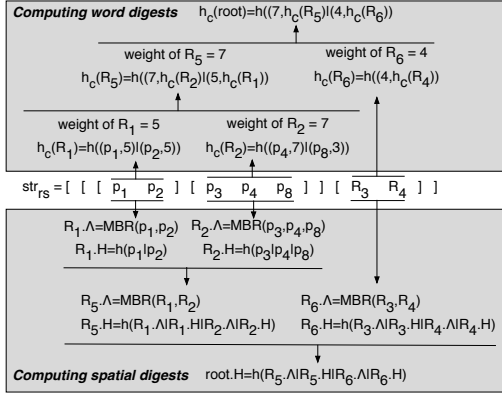 Computing word digests h_c(root)=h((7,h_c(R_5)|(4,h_c(R_6))
weight of R_5 = 7 weight of R_6 = 4
h_c(R_5)=h((7,h_c(R_2)|(5,h_c(R_1)) h_c(R_6)=h((4,h_c(R_4))
weight of R_1 = 5 weight of R_2 = 7
h_c(R_1)=h((p_1,5)|(p_2,5)) h_c(R_2)=h((p_4,7)|(p_8,3))
str_rs = [ [ [ p_1 p_2 ] [ p_3 p_4 p_8 ] ] [ [ R_3 R_4 ] ]
R_1.Λ=MBR(p_1,p_2) R_2.Λ=MBR(p_3,p_4,p_8)
R_1.H=h(p_1|p_2) R_2.H=h(p_3|p_4|p_8)
R_5.Λ=MBR(R_1,R_2) R_6.Λ=MBR(R_3,R_4)
R_5.H=h(R_1.Λ|R_1.H|R_2.Λ|R_2.H) R_6.H=h(R_3.Λ|R_3.H|R_4.Λ|R_4.H)
Computing spatial digests root.H=h(R_5.Λ|R_5.H|R_6.Λ|R_6.H)